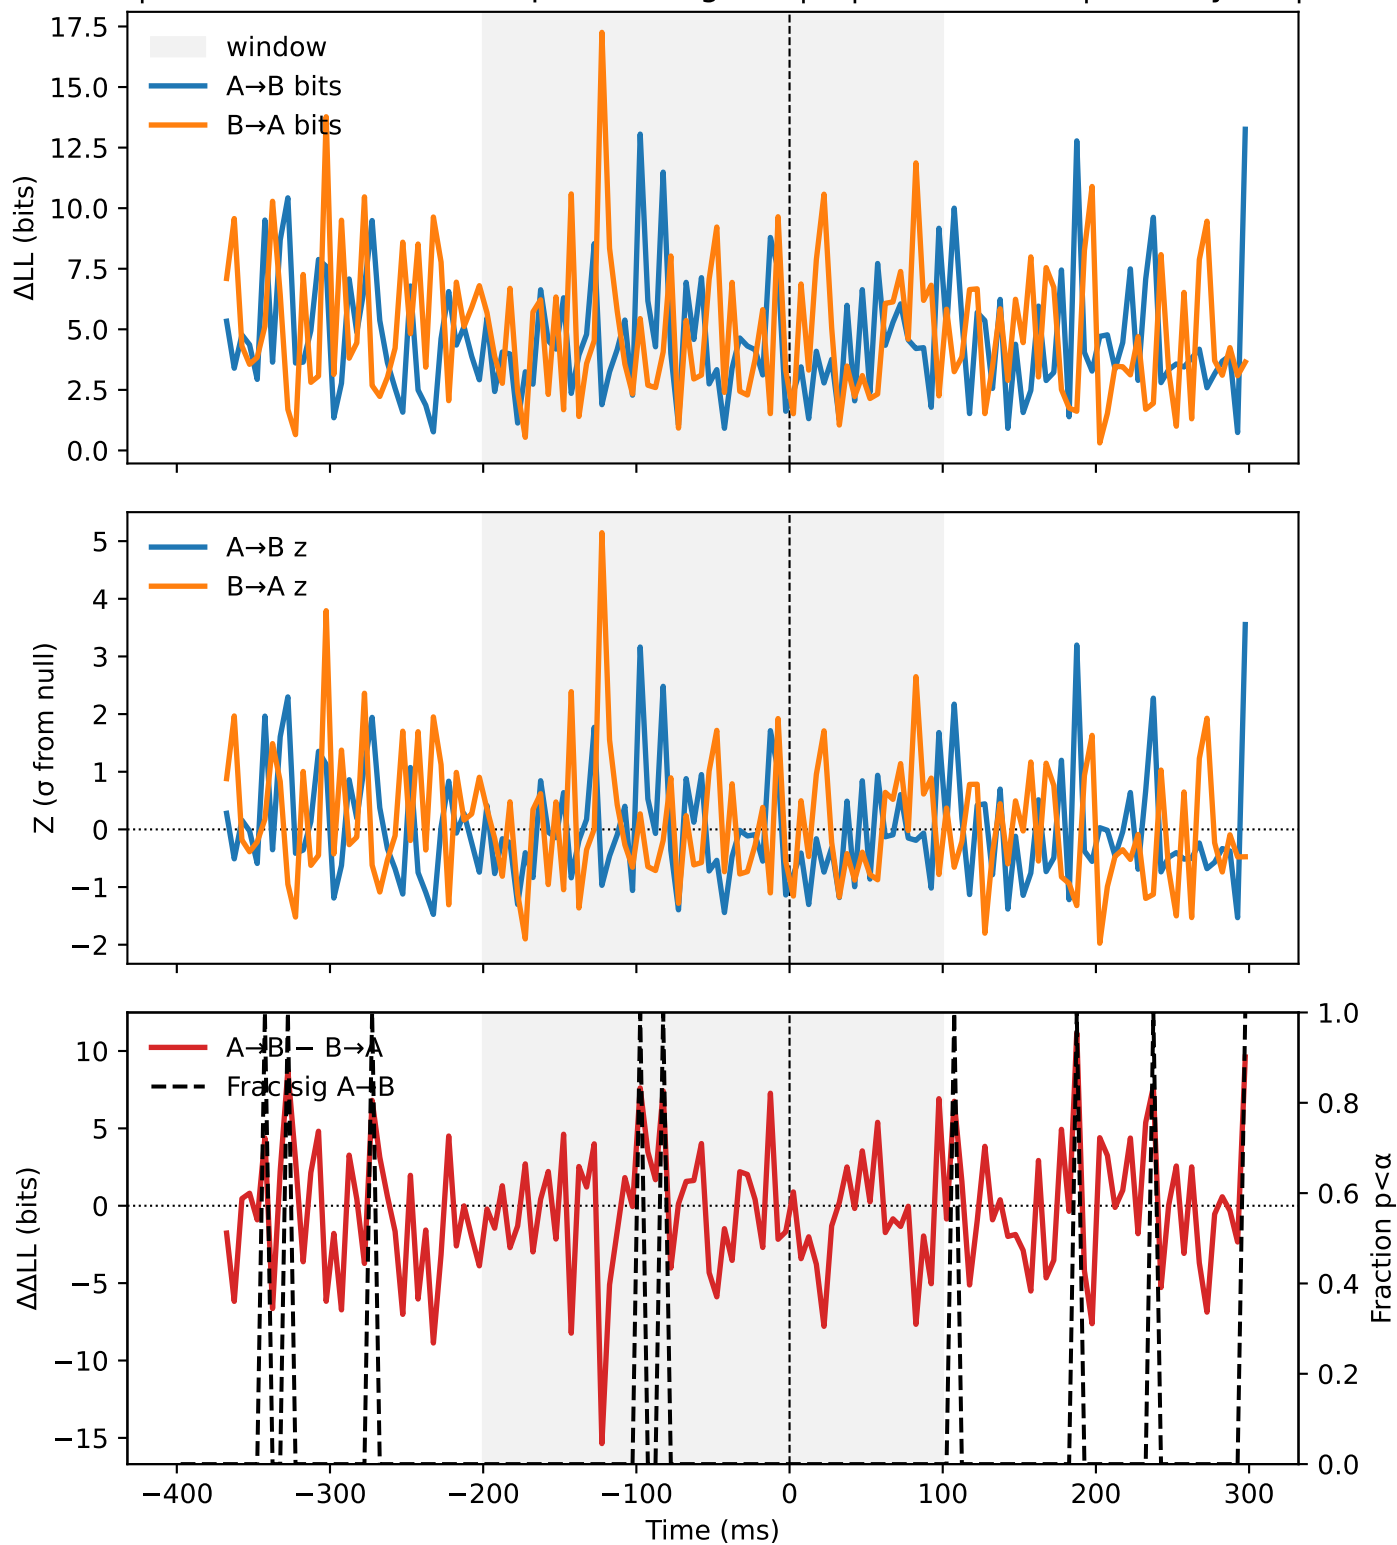 17.5
15.0
12.5
10.0
7.5
5.0
2.5
0.0
ΔLL (bits)
window
A→B bits
B→A bits
5
4
3
2
1
0
−1
−2
Z (σ from null)
A→B z
B→A z
10
5
0
−5
−10
−15
ΔΔLL (bits)
A→B − B→A
Frac sig A→B
1.0
0.8
0.6
0.4
0.2
0.0
Fraction p<α
−400 −300 −200 −100 0 100 200 300
Time (ms)